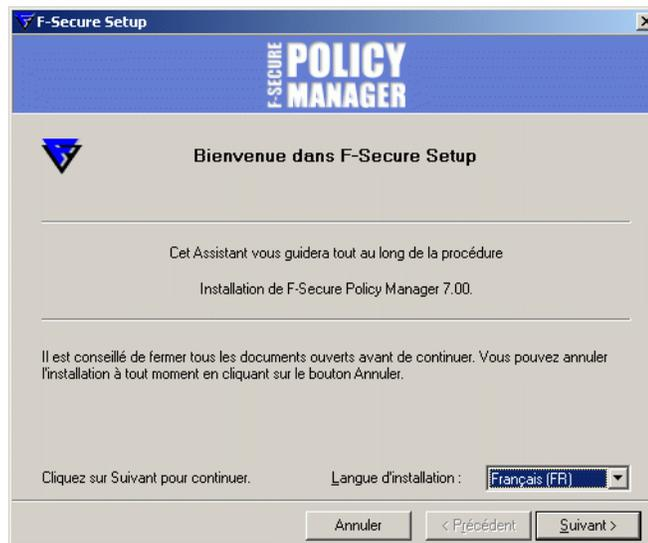 F-Secure Setup
F-SECURE
POLICY
MANAGER
Bienvenue dans F-Secure Setup
Cet Assistant vous guidera tout au long de la procédure
Installation de F-Secure Policy Manager 7.00.
Il est conseillé de fermer tous les documents ouverts avant de continuer. Vous pouvez annuler
l'installation à tout moment en cliquant sur le bouton Annuler.
Cliquez sur Suivant pour continuer.
Langue d'installation :
Français (FR)
Annuler
< Précédent
Suivant >